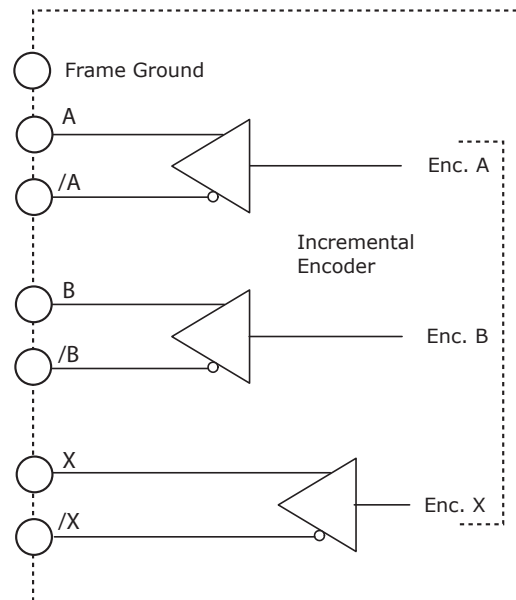 Frame Ground
A
/A
Enc. A
Incremental
Encoder
B
/B
Enc. B
X
/X
Enc. X